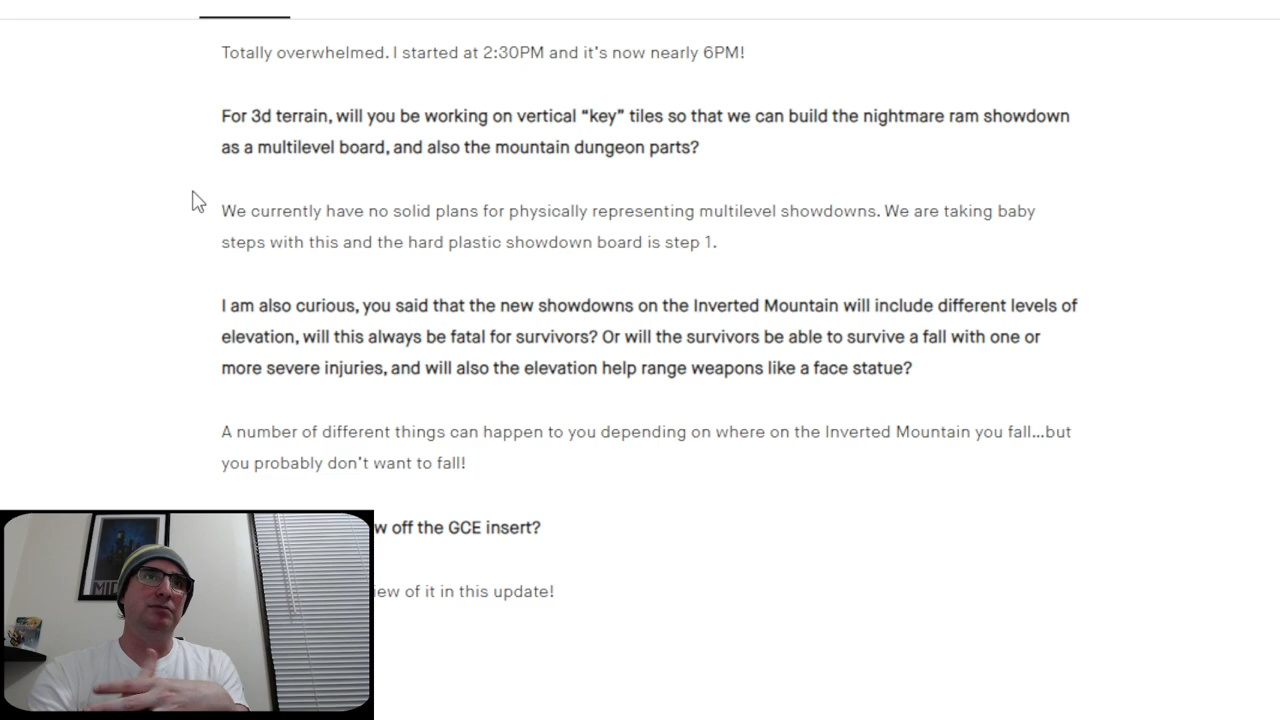 Totally overwhelmed. I started at 2:30PM and it's now nearly 6PM!
For 3d terrain, will you be working on vertical “key” tiles so that we can build the nightmare ram showdown
as a multilevel board, and also the mountain dungeon parts?
We currently have no solid plans for physically representing multilevel showdowns. We are taking baby
steps with this and the hard plastic showdown board is step 1.
I am also curious, you said that the new showdowns on the Inverted Mountain will include different levels of
elevation, will this always be fatal for survivors? Or will the survivors be able to survive a fall with one or
more severe injuries, and will also the elevation help range weapons like a face statue?
A number of different things can happen to you depending on where on the Inverted Mountain you fall...but
you probably don't want to fall!
off the GCE insert?
of it in this update!